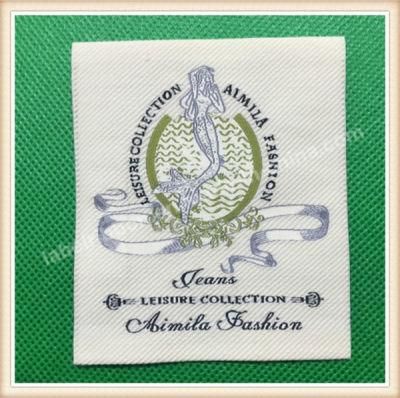 LEISURE COLLECTION AIMILA FASHION
Jeans
LEISURE COLLECTION
Aimila Fashion